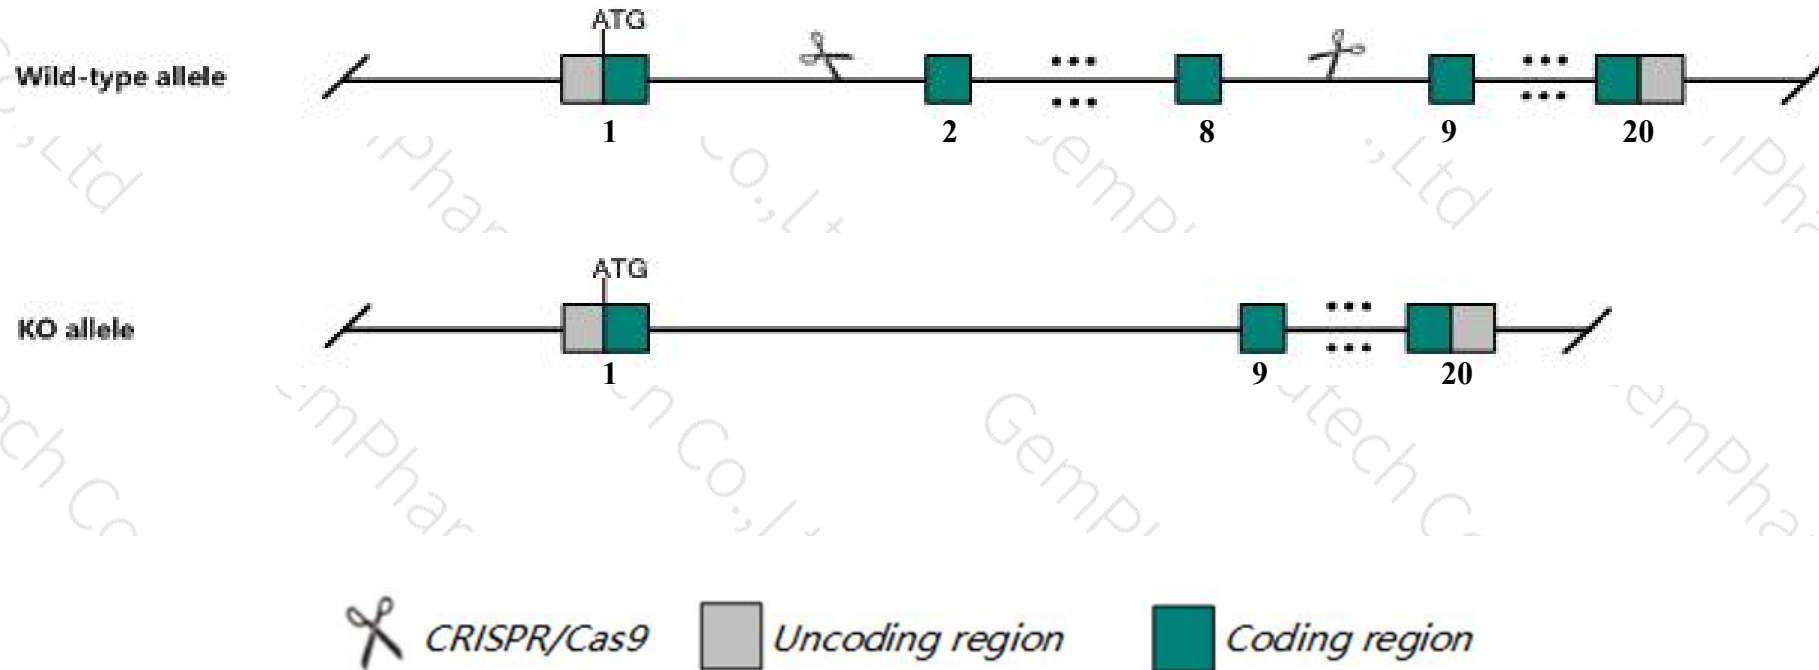 ATG
Wild-type allele
1 2 8 9 20
ATG
KO allele
1 9 20
CRISPR/Cas9 Uncoding region Coding region